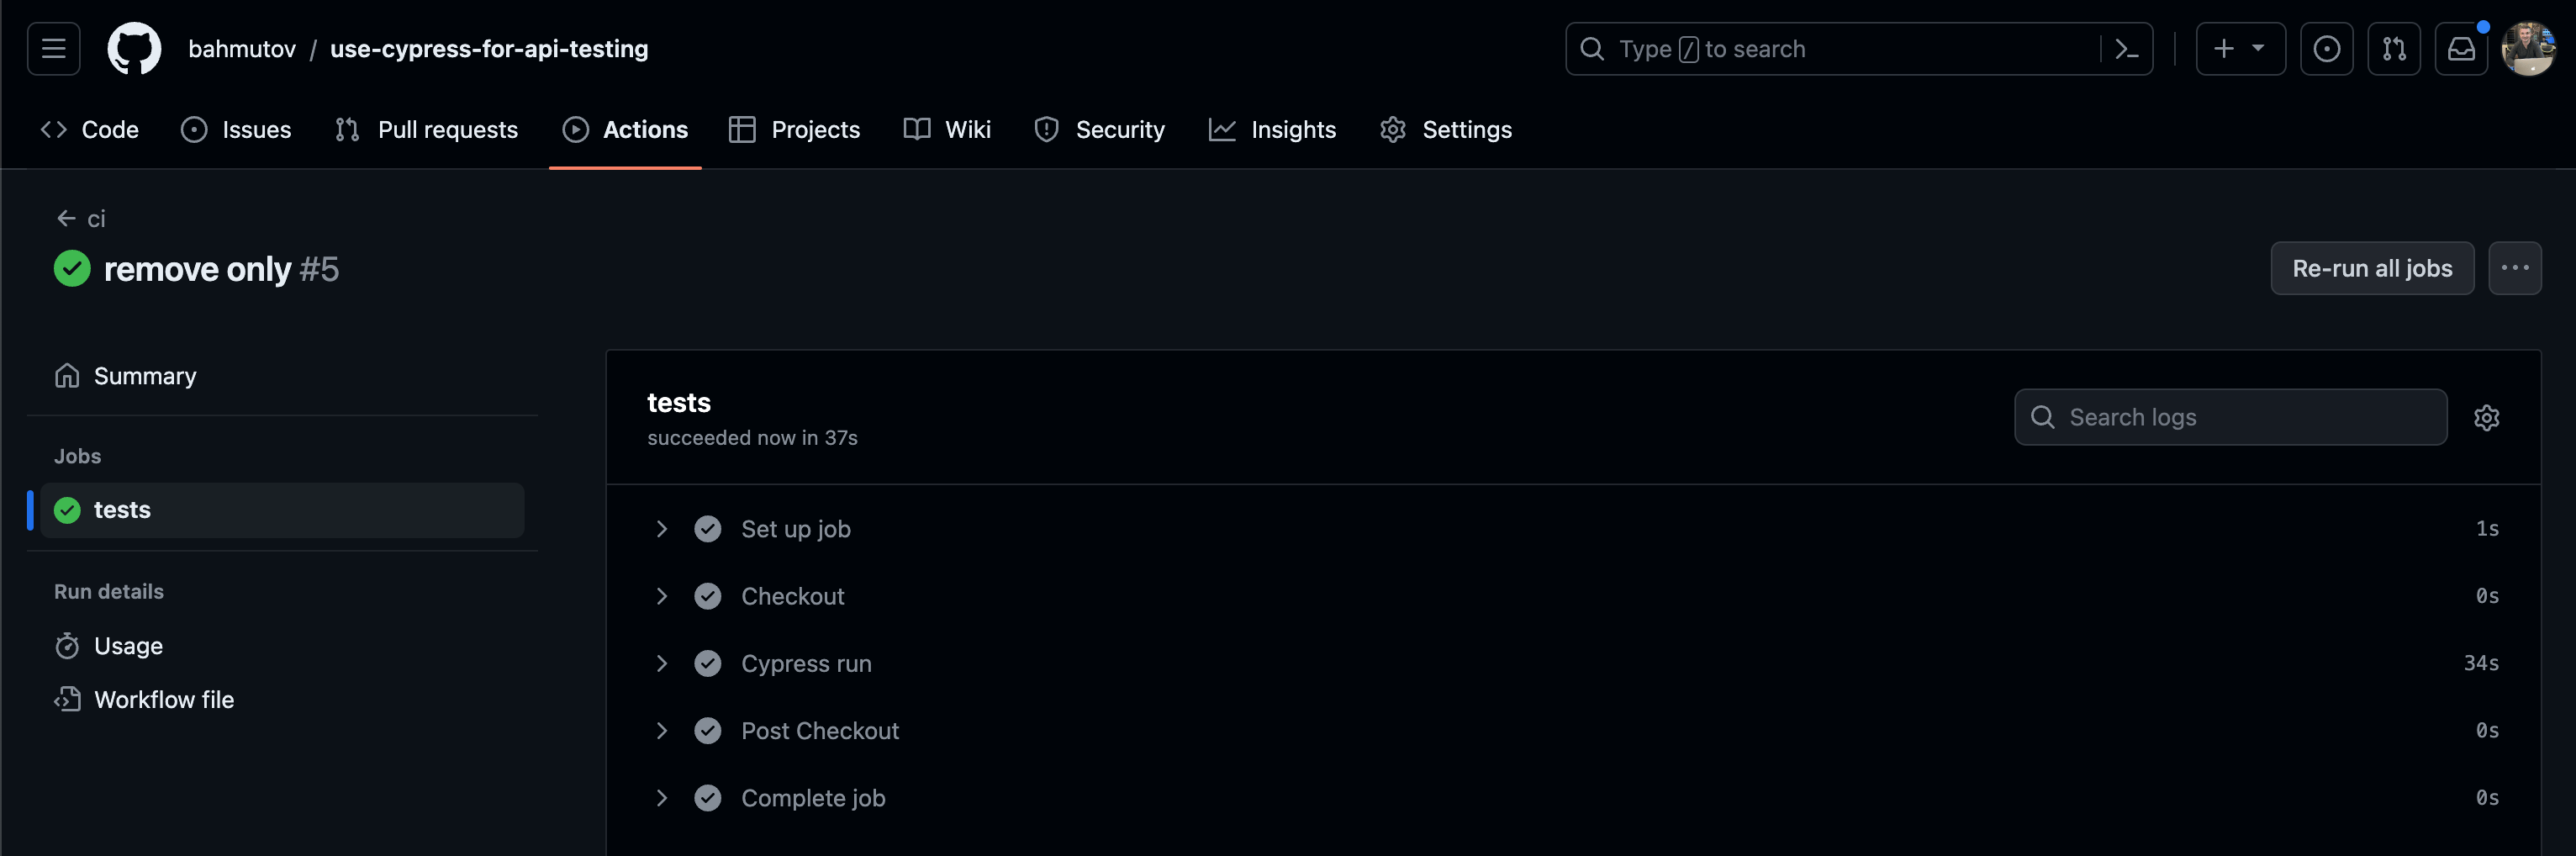 bahmutov / use-cypress-for-api-testing
Type / to search
Code Issues Pull requests Actions Projects Wiki Security Insights Settings
ci
remove only #5
Re-run all jobs
Summary
Jobs
tests
Run details
Usage
Workflow file
tests
succeeded now in 37s
Search logs
Set up job 1s
Checkout 0s
Cypress run 34s
Post Checkout 0s
Complete job 0s